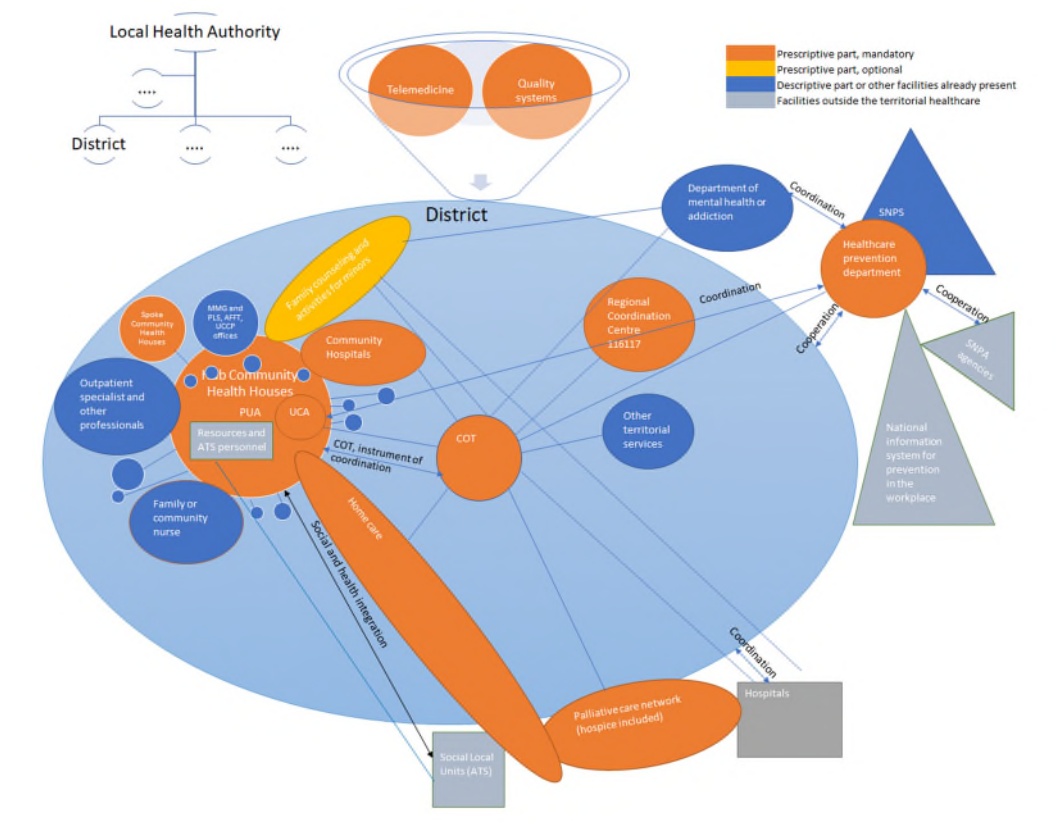 Local Health Authority
....
District
....
....
Telemedicine
Quality
systems
Prescriptive part, mandatory
Prescriptive part, optional
Descriptive part or other facilities already present
Facilities outside the territorial healthcare
District
Department of
mental health or
addiction
Coordination
SNPS
Healthcare
prevention
department
Cooperation
Cooperation
SNPA
agencies
National
information
system for
prevention
in the
workplace
Family counseling and
activities for minors
Spoke
Community
Health
Houses
MMG and
PLS, AFFT,
UCCP
offices
Community
Hospitals
Regional
Coordination
Centre
116117
Coordination
Outpatient
specialist and
other
professionals
Community
Health Houses
PUA
UCA
Resources and
ATS personnel
COT, instrument of
coordination
COT
Other
territorial
services
Family or
community
nurse
Home care
Social and health integration
Coordination
Palliative care network
(hospice included)
Hospitals
Social Local
Units (ATS)